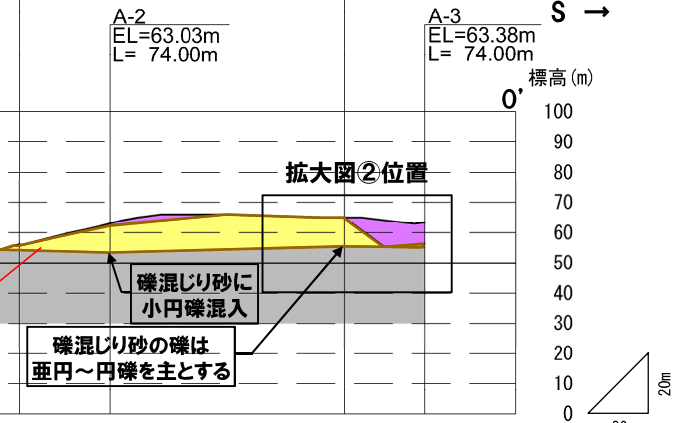 A-2
EL=63.03m
L= 74.00m
A-3
EL=63.38m
L= 74.00m
S →
標高(m)
O'
100
90
80
70
60
50
40
30
20
10
0
拡大図②位置
礫混じり砂に
小円礫混入
礫混じり砂の礫は
亜円～円礫を主とする
20m